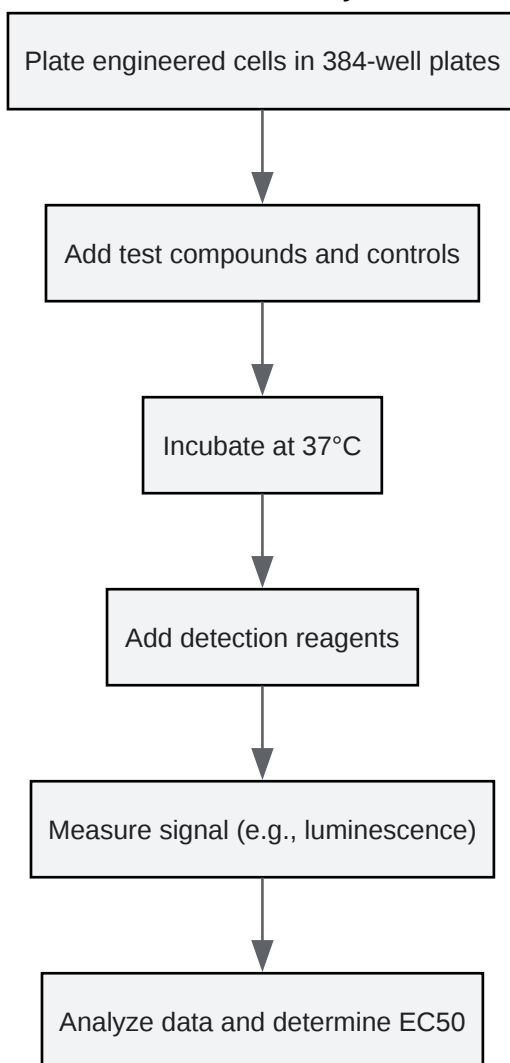 Plate engineered cells in 384-well plates
Add test compounds and controls
Incubate at 37°C
Add detection reagents
Measure signal (e.g., luminescence)
Analyze data and determine EC50